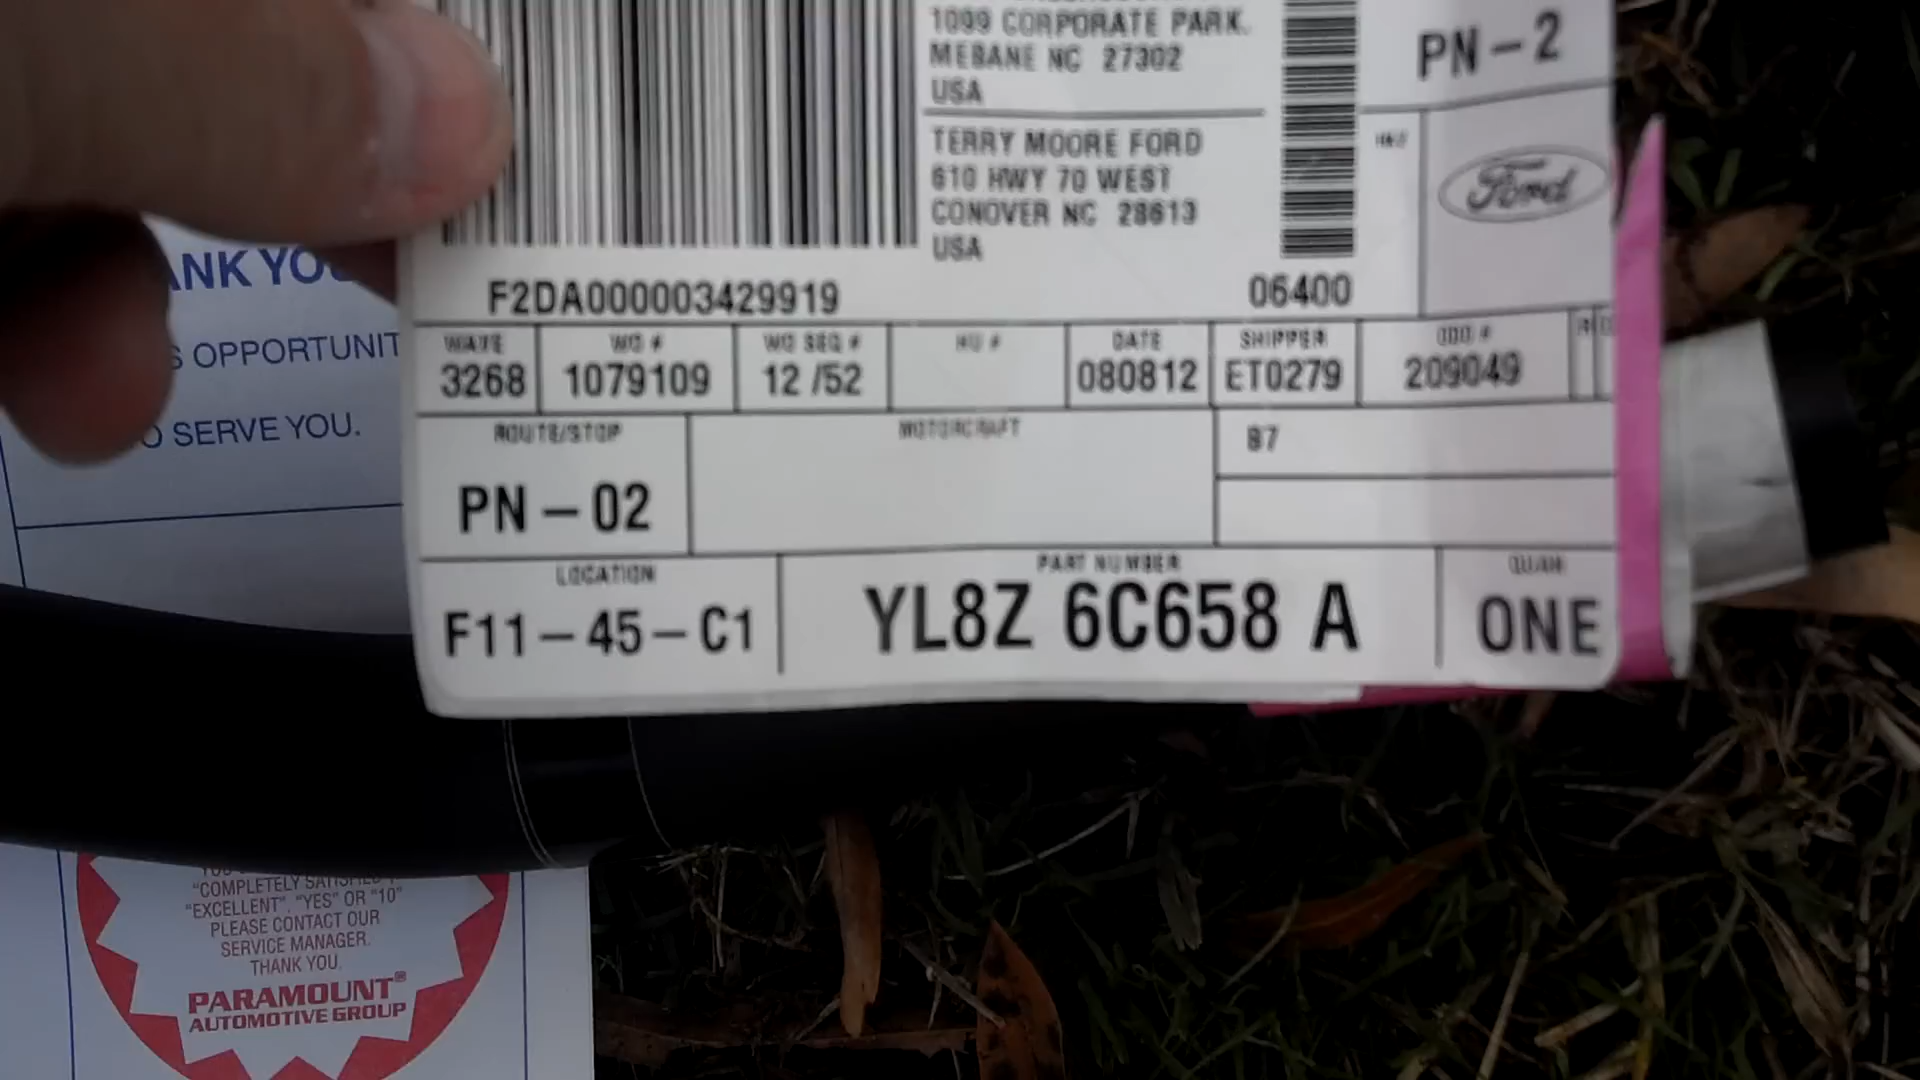 1099 CORPORATE PARK.
MEBANE NC 27302
USA
TERRY MOORE FORD
610 HWY 70 WEST
CONOVER NC 28613
USA
PN - 2
Ford
F2DA000003429919
06400
WAVE
3268
WO #
1079109
WO SEQ #
12 /52
HU #
DATE
080812
SHIPPER
ET0279
DDD #
209049
ROUTE/STOP
PN - 02
MOTORCRAFT
B7
LOCATION
F11 - 45 - C1
PART NUMBER
YL8Z 6C658 A
QUAN
ONE
ANK YOU
S OPPORTUNIT
O SERVE YOU.
"COMPLETELY SATISFIED",
"EXCELLENT", "YES" OR "10"
PLEASE CONTACT OUR
SERVICE MANAGER.
THANK YOU.
PARAMOUNT®
AUTOMOTIVE GROUP